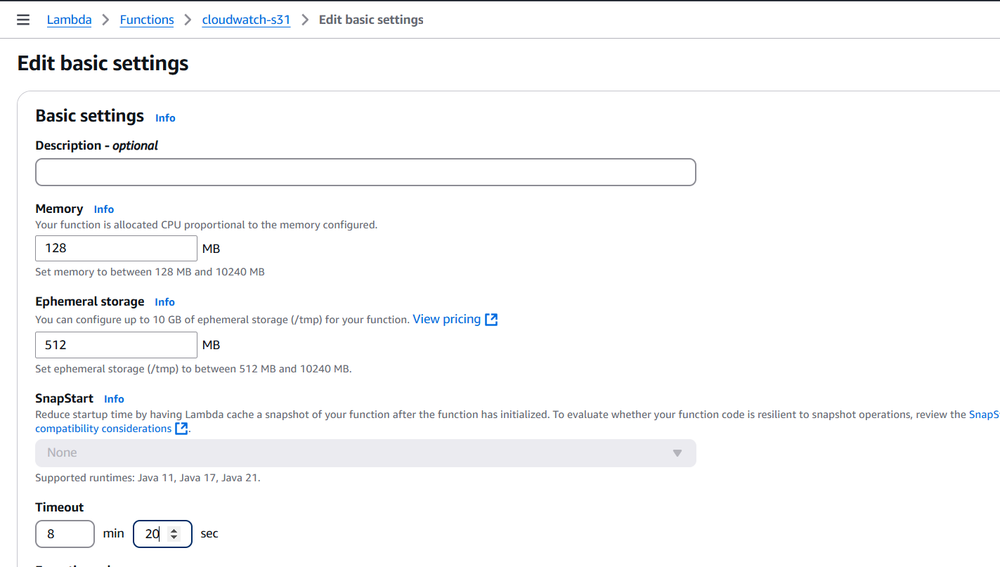 Lambda > Functions > cloudwatch-s31 > Edit basic settings
Edit basic settings
Basic settings Info
Description - optional
Memory Info
Your function is allocated CPU proportional to the memory configured.
128 MB
Set memory to between 128 MB and 10240 MB
Ephemeral storage Info
You can configure up to 10 GB of ephemeral storage (/tmp) for your function. View pricing
512 MB
Set ephemeral storage (/tmp) to between 512 MB and 10240 MB.
SnapStart Info
Reduce startup time by having Lambda cache a snapshot of your function after the function has initialized. To evaluate whether your function code is resilient to snapshot operations, review the SnapS
compatibility considerations .
None
Supported runtimes: Java 11, Java 17, Java 21.
Timeout
8 min 20 sec